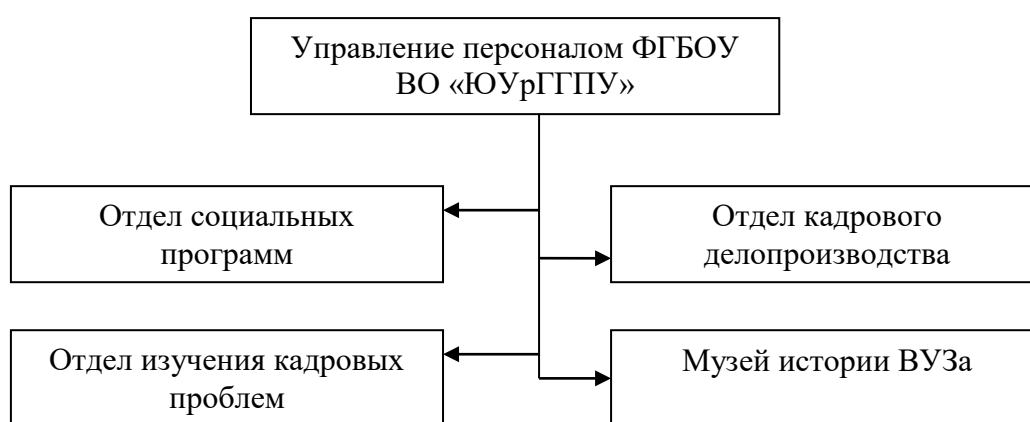 Управление персоналом ФГБОУ
ВО «ЮУрГГПУ»
Отдел социальных
программ
Отдел кадрового
делопроизводства
Отдел изучения кадровых
проблем
Музей истории ВУЗа